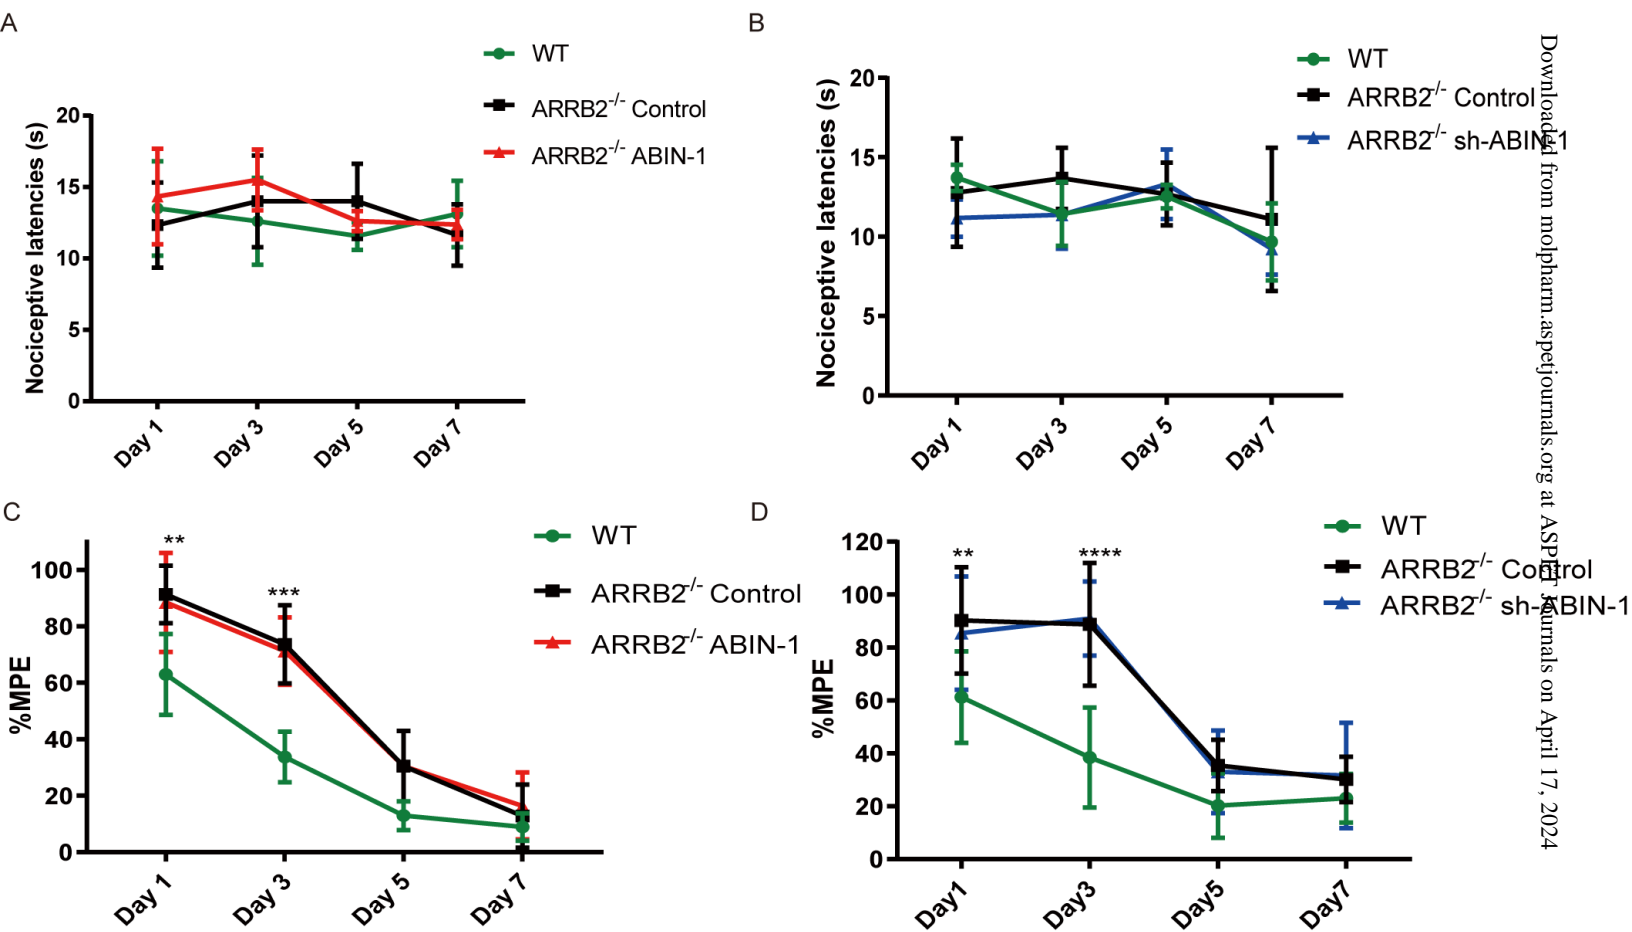 A
WT
ARRB2-/- Control
ARRB2-/- ABIN-1
Nociceptive latencies (s)
20
15
10
5
0
Day 1
Day 3
Day 5
Day 7
B
WT
ARRB2-/- Control
ARRB2-/- sh-ABIN-1
Nociceptive latencies (s)
20
15
10
5
0
Day 1
Day 3
Day 5
Day 7
C
WT
ARRB2-/- Control
ARRB2-/- ABIN-1
**
***
%MPE
100
80
60
40
20
0
Day 1
Day 3
Day 5
Day 7
D
WT
ARRB2-/- Control
ARRB2-/- sh-ABIN-1
**
****
%MPE
120
100
80
60
40
20
0
Day1
Day3
Day5
Day7
Downloaded from molpharm.aspetjournals.org at ASPET Journals on April 17, 2024